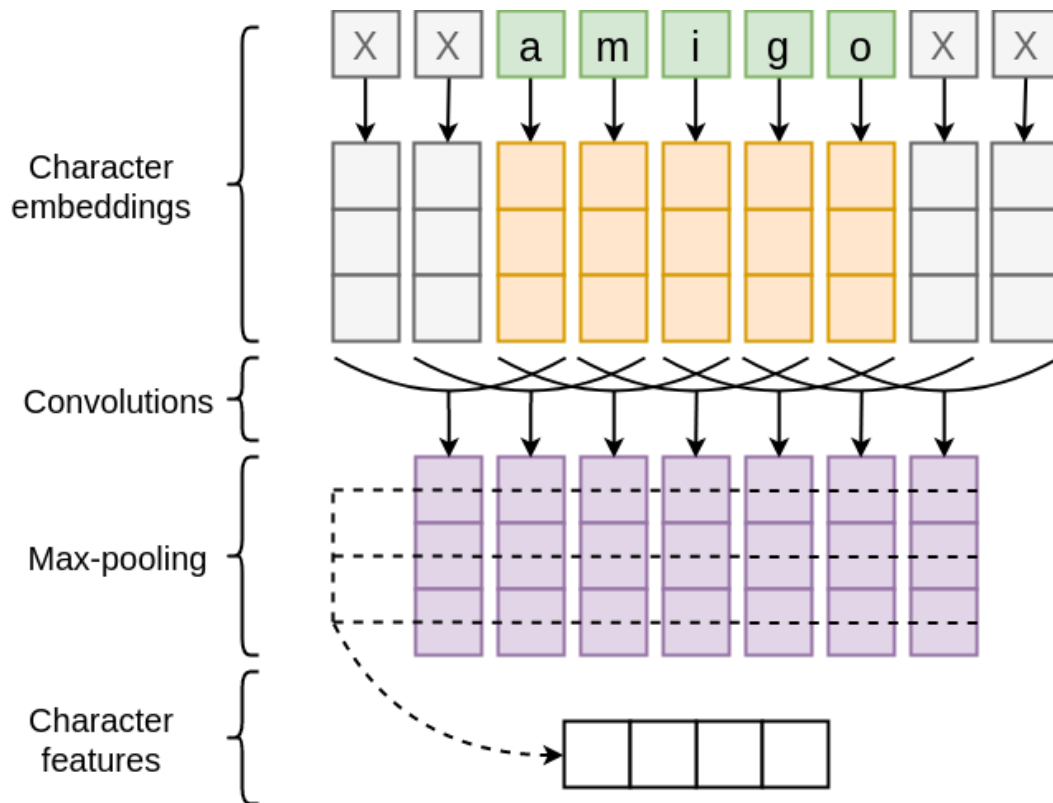 X X a m i g o X X
Character
embeddings
Convolutions
Max-pooling
Character
features